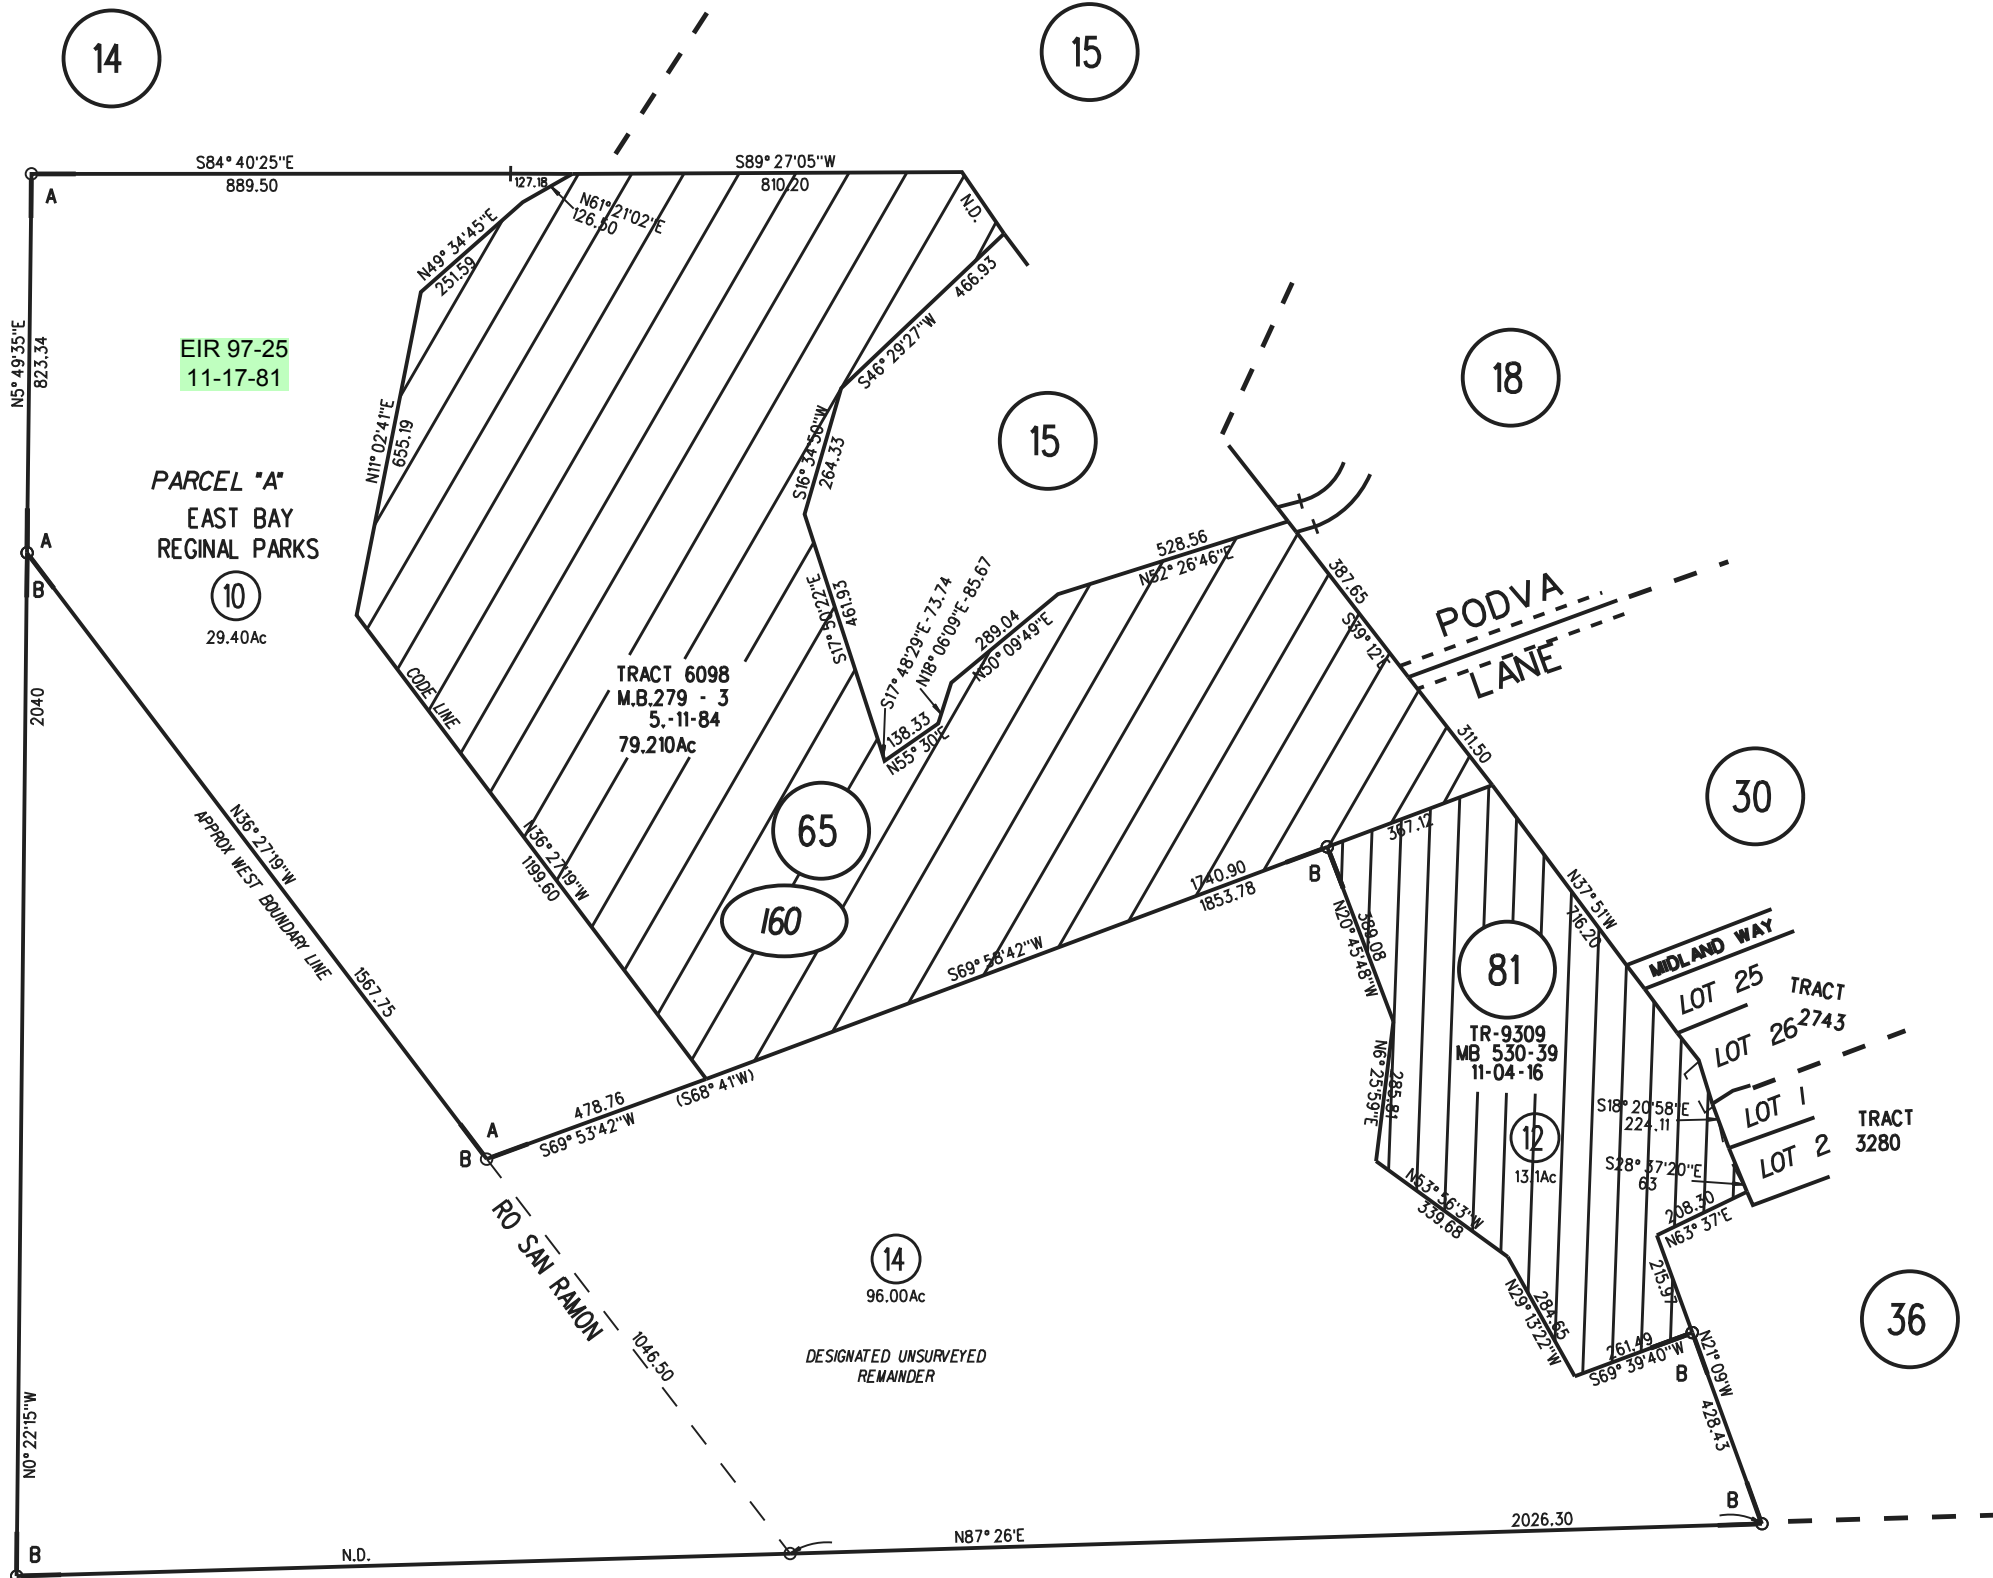 14
15
S84° 40'25"E
889.50
127.18
S89° 27'05"W
810.20
A
N61° 21'02"E
126.50
N.D.
N49° 34'45"E
251.59
466.93
S46° 29'27"W
N5° 49'35"E
823.34
EIR 97-25
11-17-81
18
N11° 02'41"E
655.19
S16° 34'50"W
264.33
15
PARCEL "A"
EAST BAY
REGINAL PARKS
10
29.40Ac
A
B
528.56
N52° 26'46"E
387.65
S39° 12'E
PODVA
LANE
S17° 50'22"E
461.93
S17° 48'29"E-73.74
N18° 06'09"E-85.67
289.04
N50° 09'49"E
138.33
N55° 30'E
CODE LINE
TRACT 6098
M.B.279 - 3
5.-11-84
79.210Ac
2040
311.50
30
65
160
N36° 27'19"W
APPROX WEST BOUNDARY LINE
1567.75
N36° 27'19"W
1199.60
367.12
B
1740.90
1853.78
S69° 58'42"W
N20° 45'48"W
389.08
N37° 51'W
716.20
81
TR-9309
MB 530-39
11-04-16
MIDLAND WAY
LOT 25
TRACT
2743
LOT 26
N6° 25'59"E
285.81
12
13.1Ac
S18° 20'58"E
224.11
LOT 1
TRACT
3280
LOT 2
S28° 37'20"E
63
478.76
S69° 53'42"W
(S68° 41'W)
A
B
N53° 56'3"W
339.68
208.30
N63° 37'E
215.97
RO SAN RAMON
1046.50
14
96.00Ac
DESIGNATED UNSURVEYED
REMAINDER
N29° 13'22"W
284.65
261.49
S69° 39'40"W
B
N21° 09'W
428.43
36
N0° 22'15"W
B
N.D.
N87° 26'E
2026.30
B